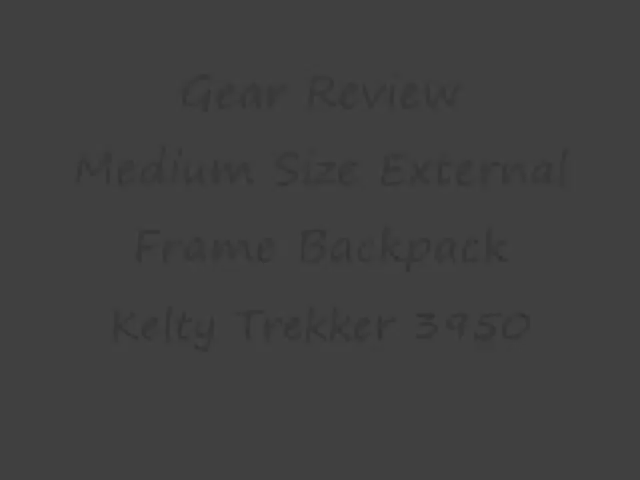 Gear Review
Medium Size External
Frame Backpack
Kelty Trekker 3950